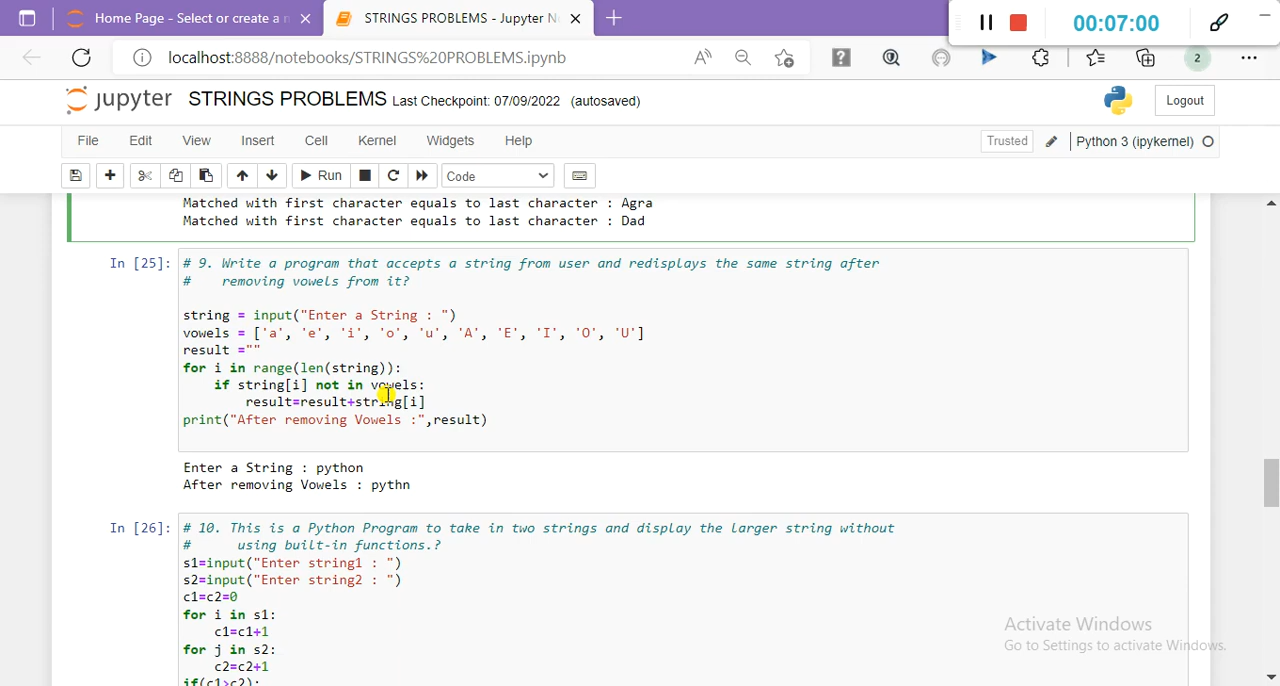 Home Page - Select or create a n
STRINGS PROBLEMS - Jupyter N
00:07:00
localhost:8888/notebooks/STRINGS%20PROBLEMS.ipynb
2
jupyter STRINGS PROBLEMS Last Checkpoint: 07/09/2022 (autosaved)
Logout
File Edit View Insert Cell Kernel Widgets Help
Trusted Python 3 (ipykernel)
Run Code
Matched with first character equals to last character : Agra
Matched with first character equals to last character : Dad
In [25]: # 9. Write a program that accepts a string from user and redisplays the same string after
# removing vowels from it?
string = input("Enter a String : ")
vowels = ['a', 'e', 'i', 'o', 'u', 'A', 'E', 'I', 'O', 'U']
result =""
for i in range(len(string)):
if string[i] not in vowels:
result=result+string[i]
print("After removing Vowels :",result)
Enter a String : python
After removing Vowels : pythn
In [26]: # 10. This is a Python Program to take in two strings and display the larger string without
# using built-in functions.?
s1=input("Enter string1 : ")
s2=input("Enter string2 : ")
c1=c2=0
for i in s1:
c1=c1+1
for j in s2:
c2=c2+1
if(c1>c2):
Activate Windows
Go to Settings to activate Windows.